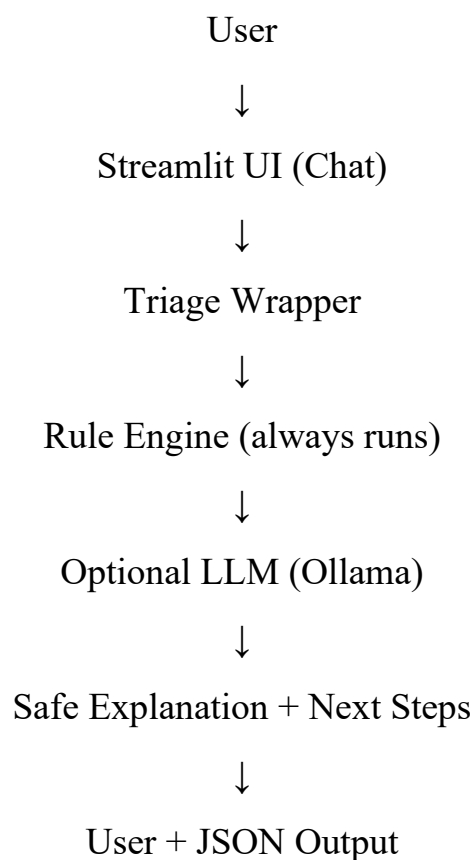 User
↓
Streamlit UI (Chat)
↓
Triage Wrapper
↓
Rule Engine (always runs)
↓
Optional LLM (Ollama)
↓
Safe Explanation + Next Steps
↓
User + JSON Output